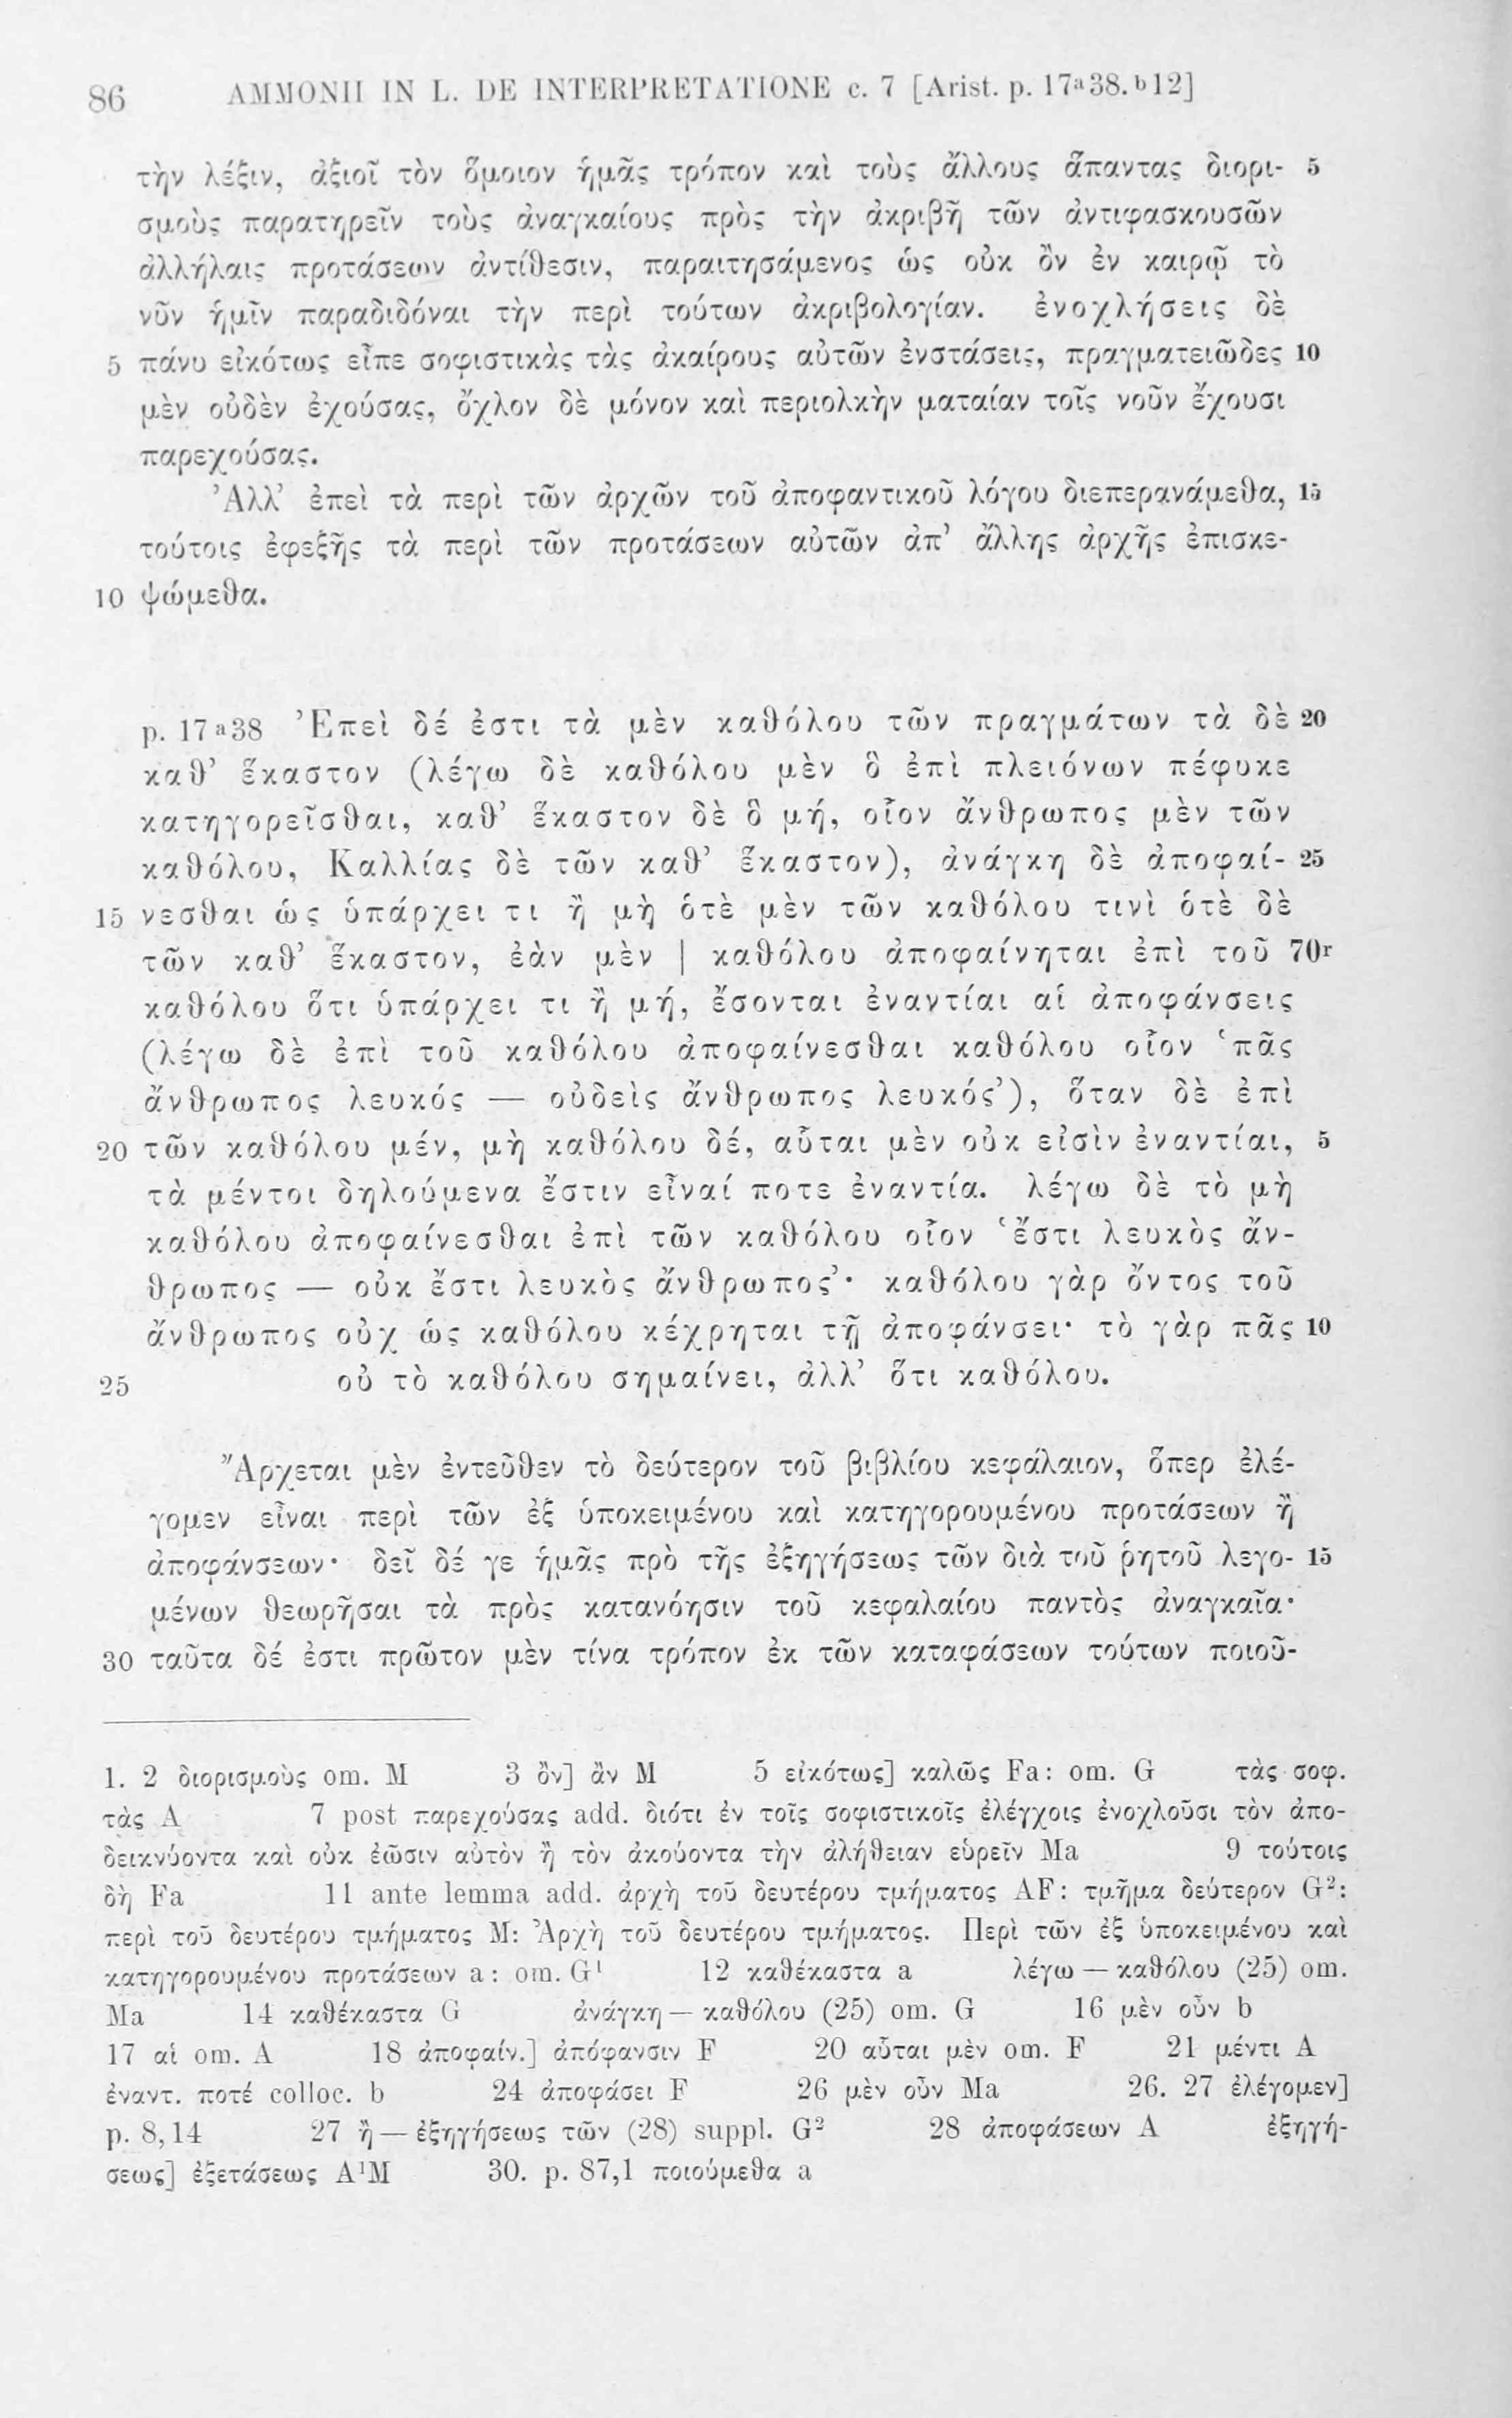 86 AMMONII IN L. DE INTERPRETATIONE c. 7 [Arist. p. 17ᵃ38. ᵇ12]
τὴν λέξιν, ἀξιοῖ τὸν ὅμοιον ἡμᾶς τρόπον καὶ τοὺς ἄλλους ἅπαντας διορι- 5
σμοὺς παρατηρεῖν τοὺς ἀναγκαίους πρὸς τὴν ἀκριβῆ τῶν ἀντιφασκουσῶν
ἀλλήλαις προτάσεων ἀντίθεσιν, παραιτησάμενος ὡς οὐκ ὂν ἐν καιρῷ τὸ
νῦν ἡμῖν παραδιδόναι τὴν περὶ τούτων ἀκριβολογίαν. ἐνοχλήσεις δὲ
5 πάνυ εἰκότως εἶπε σοφιστικὰς τὰς ἀκαίρους αὐτῶν ἐνστάσεις, πραγματειῶδες 10
μὲν οὐδὲν ἐχούσας, ὄχλον δὲ μόνον καὶ περιολκὴν ματαίαν τοῖς νοῦν ἔχουσι
παρεχούσας.
Ἀλλ’ ἐπεὶ τὰ περὶ τῶν ἀρχῶν τοῦ ἀποφαντικοῦ λόγου διεπερανάμεθα, 15
τούτοις ἐφεξῆς τὰ περὶ τῶν προτάσεων αὐτῶν ἀπ’ ἄλλης ἀρχῆς ἐπισκε-
10 ψώμεθα.
p. 17ᵃ38 Ἐπεὶ δέ ἐστι τὰ μὲν καθόλου τῶν πραγμάτων τὰ δὲ 20
καθ’ ἕκαστον (λέγω δὲ καθόλου μὲν ὃ ἐπὶ πλειόνων πέφυκε
κατηγορεῖσθαι, καθ’ ἕκαστον δὲ ὃ μή, οἷον ἄνθρωπος μὲν τῶν
καθόλου, Καλλίας δὲ τῶν καθ’ ἕκαστον), ἀνάγκη δὲ ἀποφαί- 25
15 νεσθαι ὡς ὑπάρχει τι ἢ μὴ ὁτὲ μὲν τῶν καθόλου τινὶ ὁτὲ δὲ
τῶν καθ’ ἕκαστον, ἐὰν μὲν | καθόλου ἀποφαίνηται ἐπὶ τοῦ 70r
καθόλου ὅτι ὑπάρχει τι ἢ μή, ἔσονται ἐναντίαι αἱ ἀποφάνσεις
(λέγω δὲ ἐπὶ τοῦ καθόλου ἀποφαίνεσθαι καθόλου οἷον ‘πᾶς
ἄνθρωπος λευκός — οὐδεὶς ἄνθρωπος λευκός’), ὅταν δὲ ἐπὶ
20 τῶν καθόλου μέν, μὴ καθόλου δέ, αὗται μὲν οὐκ εἰσὶν ἐναντίαι, 5
τὰ μέντοι δηλούμενα ἔστιν εἶναί ποτε ἐναντία. λέγω δὲ τὸ μὴ
καθόλου ἀποφαίνεσθαι ἐπὶ τῶν καθόλου οἷον ‘ἔστι λευκὸς ἄν-
θρωπος — οὐκ ἔστι λευκὸς ἄνθρωπος’· καθόλου γὰρ ὄντος τοῦ
ἄνθρωπος οὐχ ὡς καθόλου κέχρηται τῇ ἀποφάνσει· τὸ γὰρ πᾶς 10
25 οὐ τὸ καθόλου σημαίνει, ἀλλ’ ὅτι καθόλου.
Ἄρχεται μὲν ἐντεῦθεν τὸ δεύτερον τοῦ βιβλίου κεφάλαιον, ὅπερ ἐλέ-
γομεν εἶναι περὶ τῶν ἐξ ὑποκειμένου καὶ κατηγορουμένου προτάσεων ἢ
ἀποφάνσεων· δεῖ δέ γε ἡμᾶς πρὸ τῆς ἐξηγήσεως τῶν διὰ τοῦ ῥητοῦ λεγο- 15
μένων θεωρῆσαι τὰ πρὸς κατανόησιν τοῦ κεφαλαίου παντὸς ἀναγκαῖα·
30 ταῦτα δέ ἐστι πρῶτον μὲν τίνα τρόπον ἐκ τῶν καταφάσεων τούτων ποιοῦ-
1. 2 διορισμοὺς om. M 3 ὂν] ἂν M 5 εἰκότως] καλῶς Fa: om. G τὰς σοφ.
τὰς A 7 post παρεχούσας add. διότι ἐν τοῖς σοφιστικοῖς ἐλέγχοις ἐνοχλοῦσι τὸν ἀπο-
δεικνύοντα καὶ οὐκ ἐῶσιν αὐτὸν ἢ τὸν ἀκούοντα τὴν ἀλήθειαν εὑρεῖν Ma 9 τούτοις
δὴ Fa 11 ante lemma add. ἀρχὴ τοῦ δευτέρου τμήματος AF: τμῆμα δεύτερον G²:
περὶ τοῦ δευτέρου τμήματος M: Ἀρχὴ τοῦ δευτέρου τμήματος. Περὶ τῶν ἐξ ὑποκειμένου καὶ
κατηγορουμένου προτάσεων a: om. G¹ 12 καθέκαστα a λέγω — καθόλου (25) om.
Ma 14 καθέκαστα G ἀνάγκη — καθόλου (25) om. G 16 μὲν οὖν b
17 αἱ om. A 18 ἀποφαίν.] ἀπόφανσιν F 20 αὗται μὲν om. F 21 μέντι A
ἐναντ. ποτέ colloc. b 24 ἀποφάσει F 26 μὲν οὖν Ma 26. 27 ἐλέγομεν]
p. 8,14 27 ἢ — ἐξηγήσεως τῶν (28) suppl. G² 28 ἀποφάσεων A ἐξηγή-
σεως] ἐξετάσεως A¹M 30. p. 87,1 ποιούμεθα a